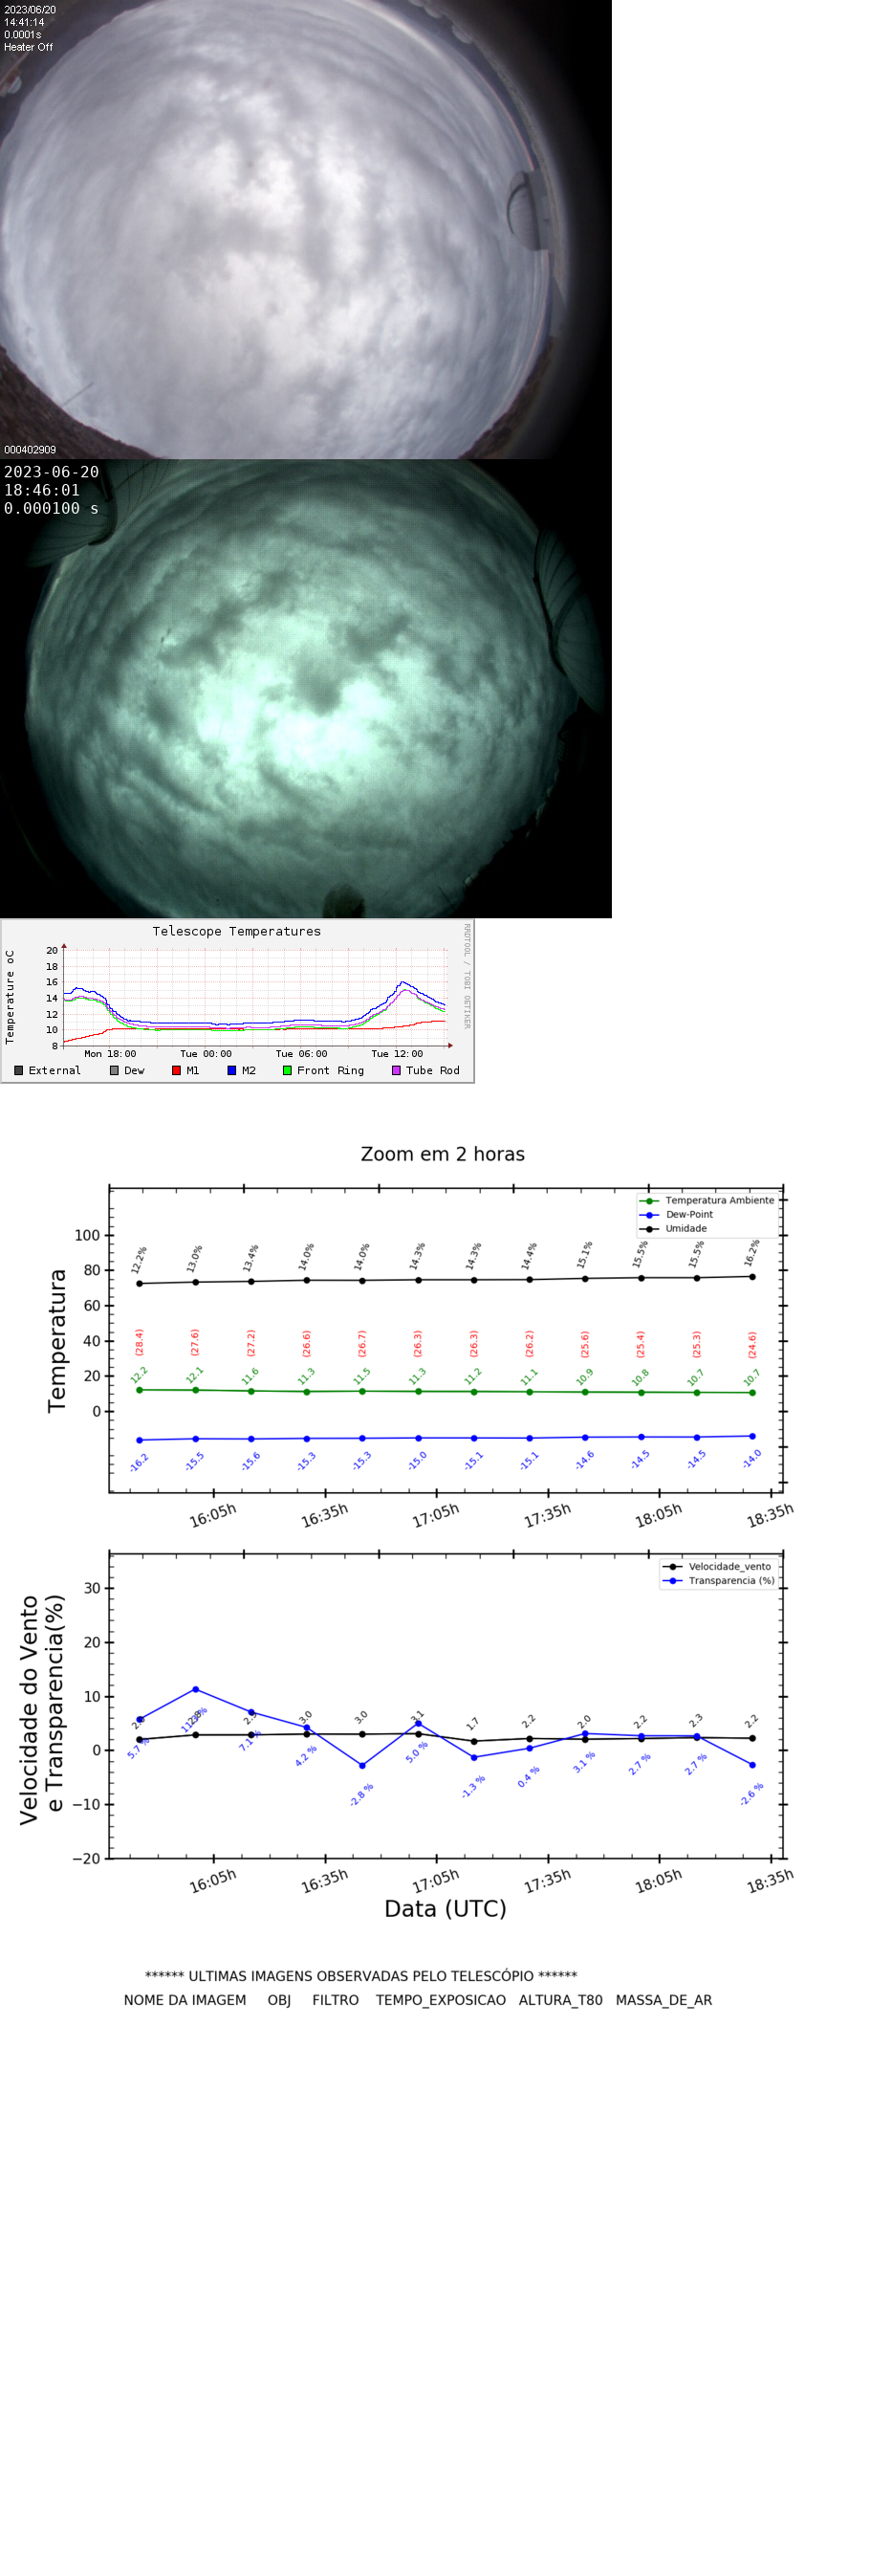 2023/06/20
14:41:14
0.0001s
Heater Off
000402909
2023-06-20
18:46:01
0.000100 s
Telescope Temperatures
RRDTOOL / TOBI OETIKER
Temperature oC
20
18
16
14
12
10
8
Mon 18:00 Tue 00:00 Tue 06:00 Tue 12:00
External Dew M1 M2 Front Ring Tube Rod
Zoom em 2 horas
Temperatura Ambiente
Dew-Point
Umidade
Temperatura
100
80
60
40
20
0
12.2% 13.0% 13.4% 14.0% 14.0% 14.3% 14.3% 14.4% 15.1% 15.5% 15.5% 16.2%
(28.4) (27.6) (27.2) (26.6) (26.7) (26.3) (26.3) (26.2) (25.6) (25.4) (25.3) (24.6)
12.2 12.1 11.6 11.3 11.5 11.3 11.2 11.1 10.9 10.8 10.7 10.7
-16.2 -15.5 -15.6 -15.3 -15.3 -15.0 -15.1 -15.1 -14.6 -14.5 -14.5 -14.0
16:05h 16:35h 17:05h 17:35h 18:05h 18:35h
Velocidade_vento
Transparencia (%)
Velocidade do Vento
e Transparencia(%)
30
20
10
0
−10
−20
3.0 3.0 3.1 1.7 2.2 2.0 2.2 2.3 2.2
5.7 % 7.1 % 4.2 % -2.8 % 5.0 % -1.3 % 0.4 % 3.1 % 2.7 % 2.7 % -2.6 %
16:05h 16:35h 17:05h 17:35h 18:05h 18:35h
Data (UTC)
****** ULTIMAS IMAGENS OBSERVADAS PELO TELESCÓPIO ******
NOME DA IMAGEM OBJ FILTRO TEMPO_EXPOSICAO ALTURA_T80 MASSA_DE_AR